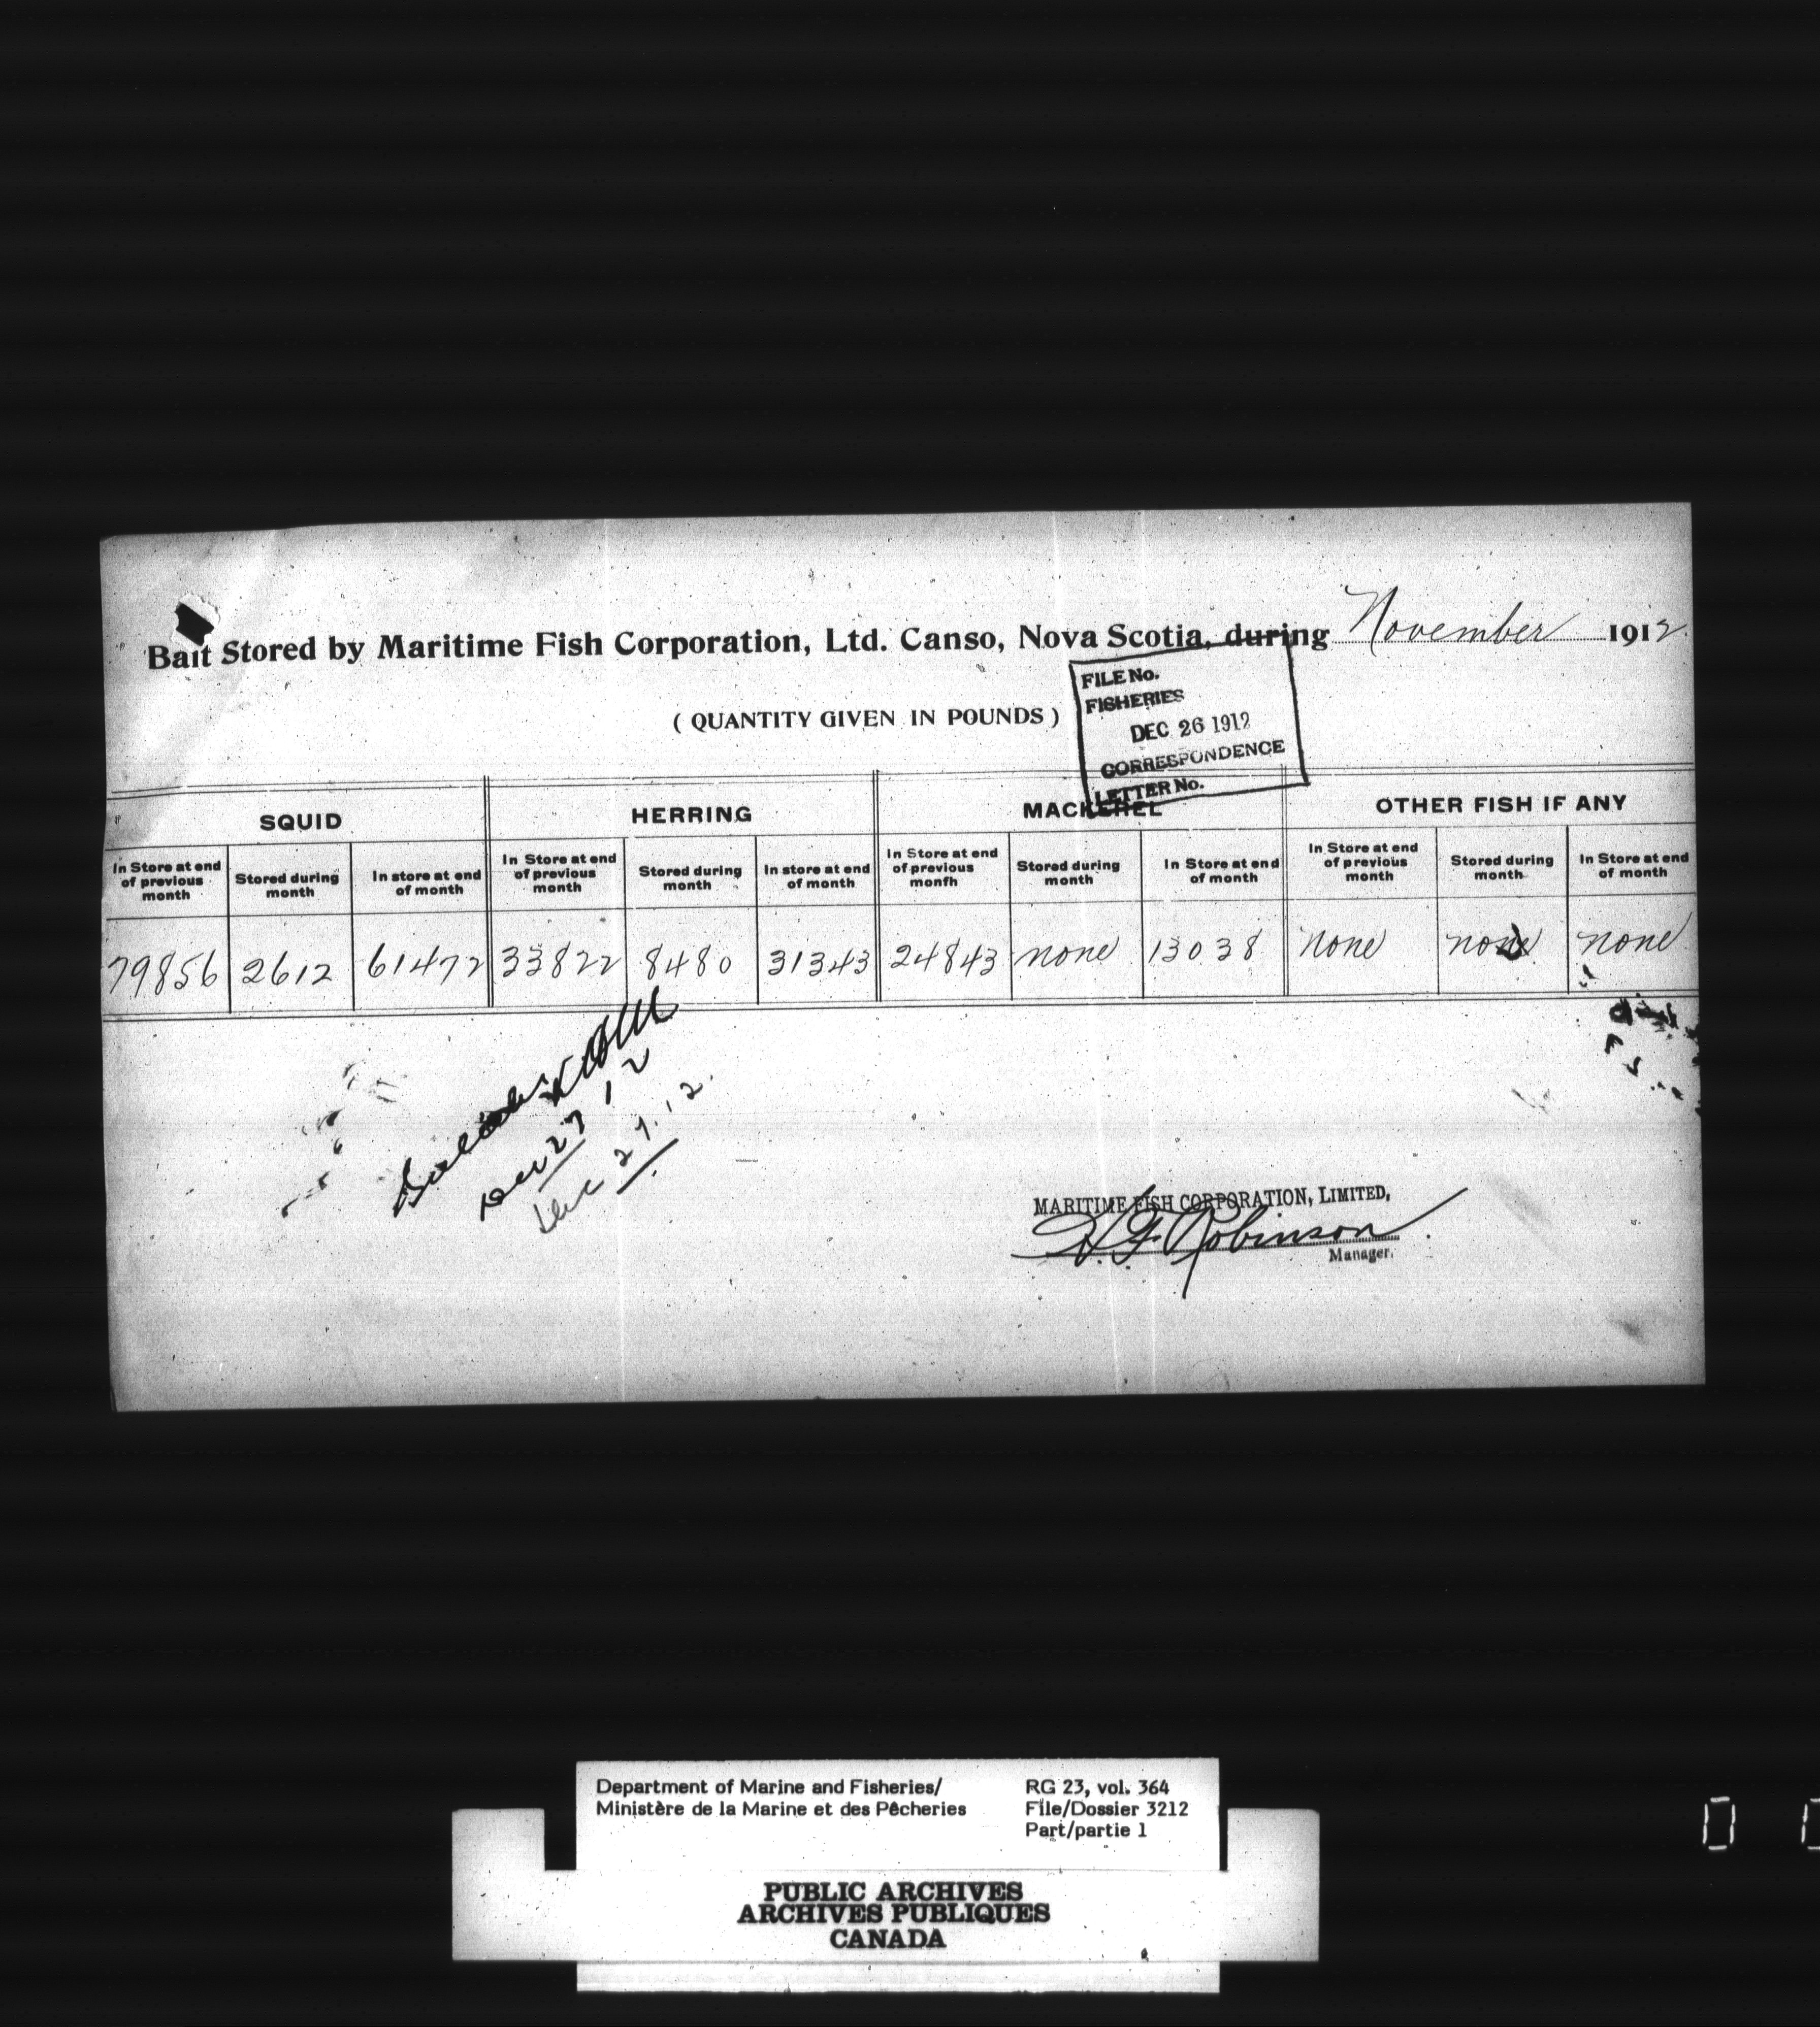 Bait Stored by Maritime Fish Corporation, Ltd. Canso, Nova Scotia, during November 1912.
( QUANTITY GIVEN IN POUNDS )
FILE No.
FISHERIES
DEC 26 1912
CORRESPONDENCE
LETTER No.
SQUID HERRING MACKEREL OTHER FISH IF ANY
In Store at end of previous month Stored during month In store at end of month In Store at end of previous month Stored during month In store at end of month In Store at end of previous monfh Stored during month In Store at end of month In Store at end of previous month Stored during month In Store at end of month
79856 2612 61472 33822 8480 31343 24843 none 13038 none none none
Dec 27 12
Dec 27.12.
MARITIME FISH CORPORATION, LIMITED,
H. F. Robinson
Manager.
Department of Marine and Fisheries/
Ministère de la Marine et des Pêcheries
RG 23, vol. 364
File/Dossier 3212
Part/partie 1
PUBLIC ARCHIVES
ARCHIVES PUBLIQUES
CANADA